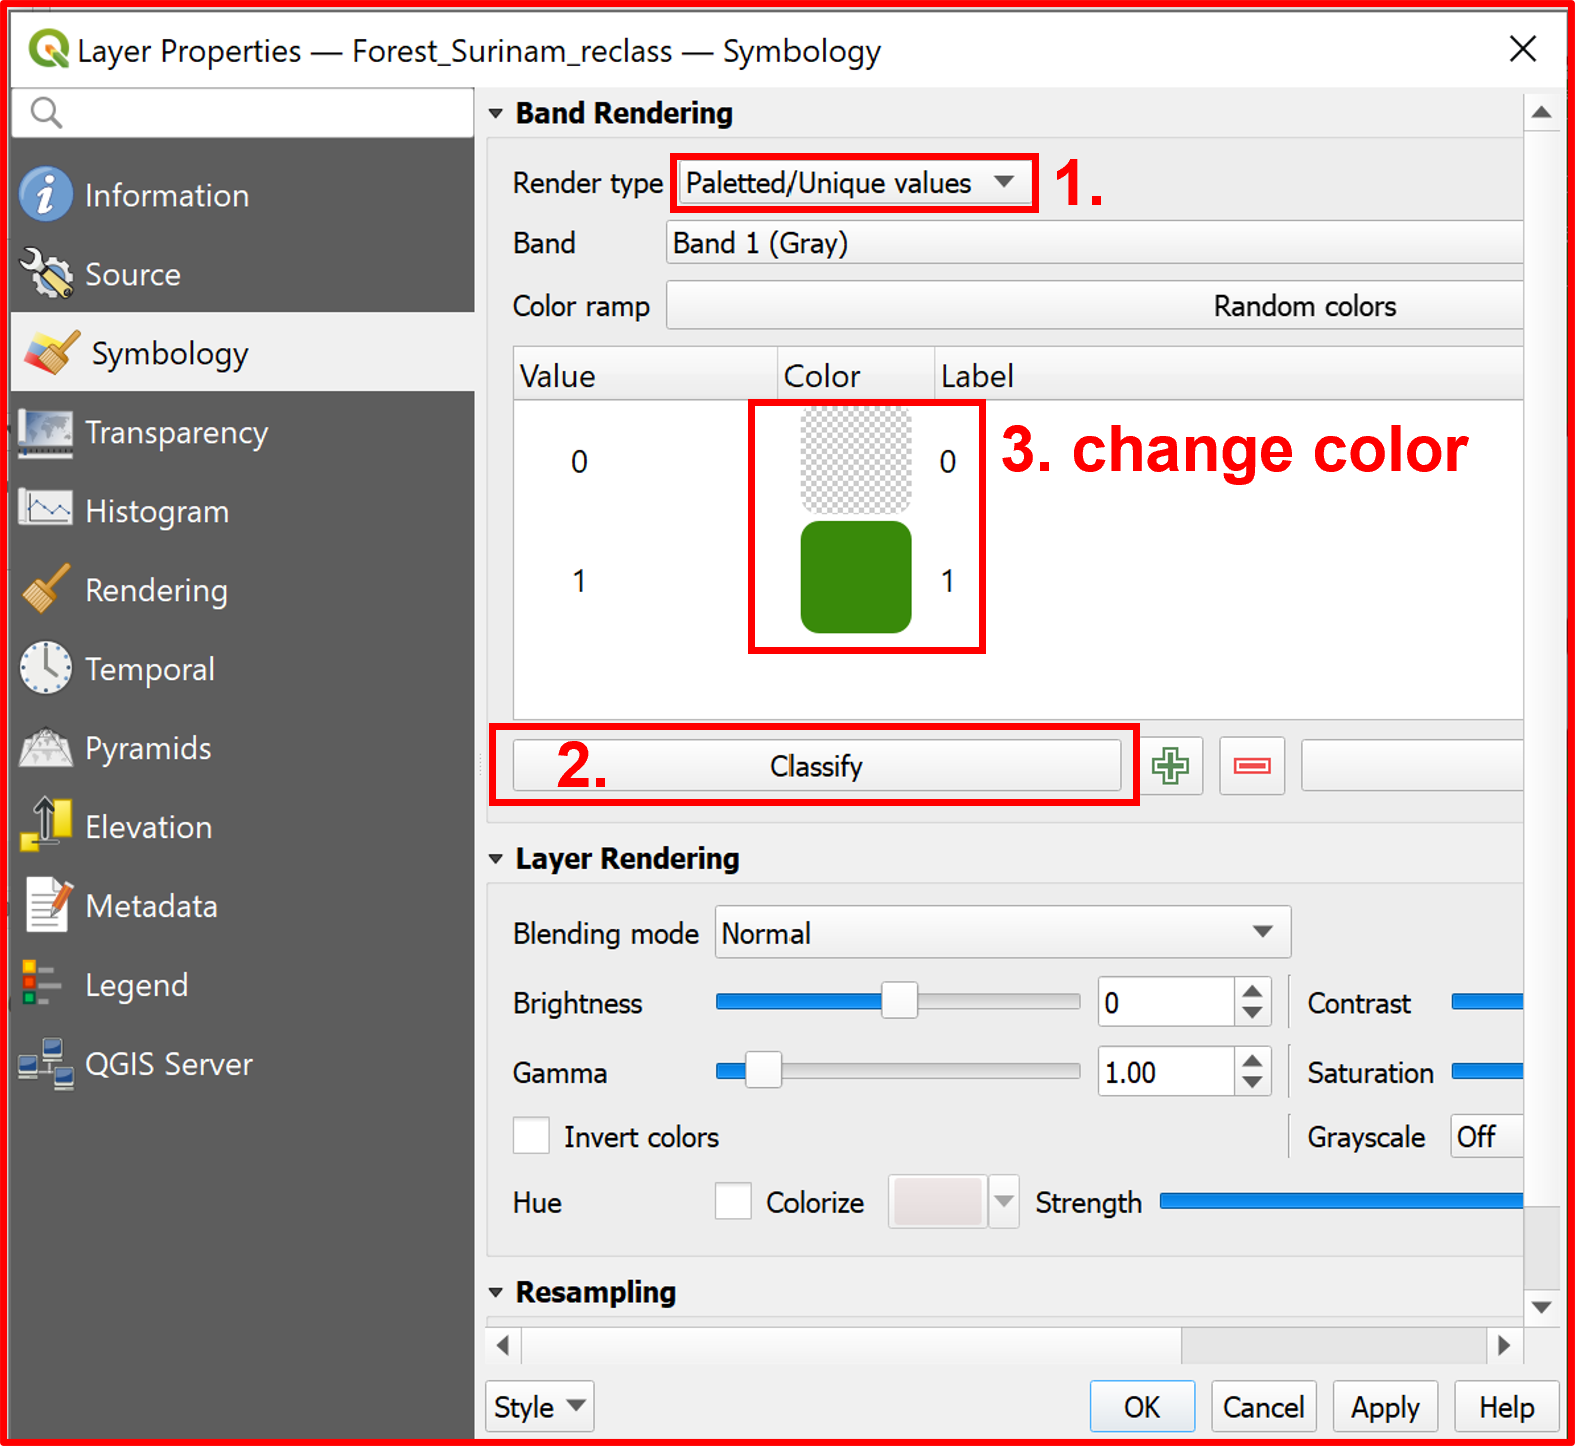 Layer Properties — Forest_Surinam_reclass — Symbology
Information
Source
Symbology
Transparency
Histogram
Rendering
Temporal
Pyramids
Elevation
Metadata
Legend
QGIS Server
Band Rendering
Render type Paletted/Unique values 1.
Band Band 1 (Gray)
Color ramp Random colors
Value Color Label
0 0 3. change color
1 1
2. Classify
Layer Rendering
Blending mode Normal
Brightness 0 Contrast
Gamma 1.00 Saturation
Invert colors Grayscale Off
Hue Colorize Strength
Resampling
Style OK Cancel Apply Help